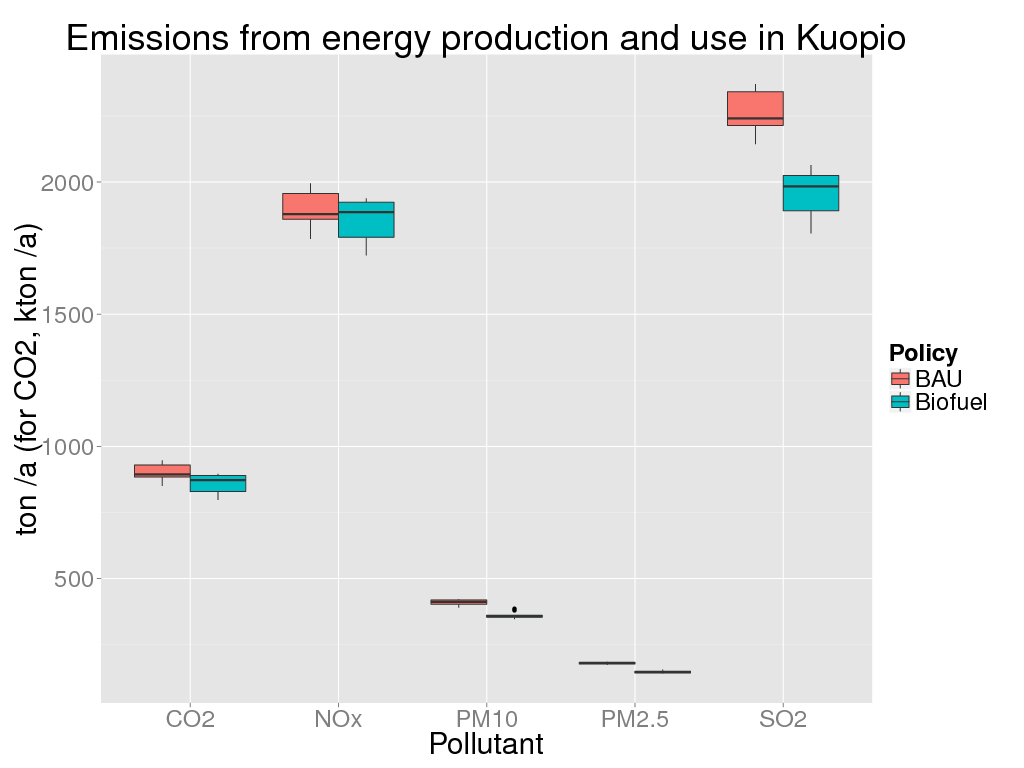 Emissions from energy production and use in Kuopio
ton /a (for CO2, kton /a)
2000
1500
1000
500
CO2 NOx PM10 PM2.5 SO2
Pollutant
Policy
BAU
Biofuel